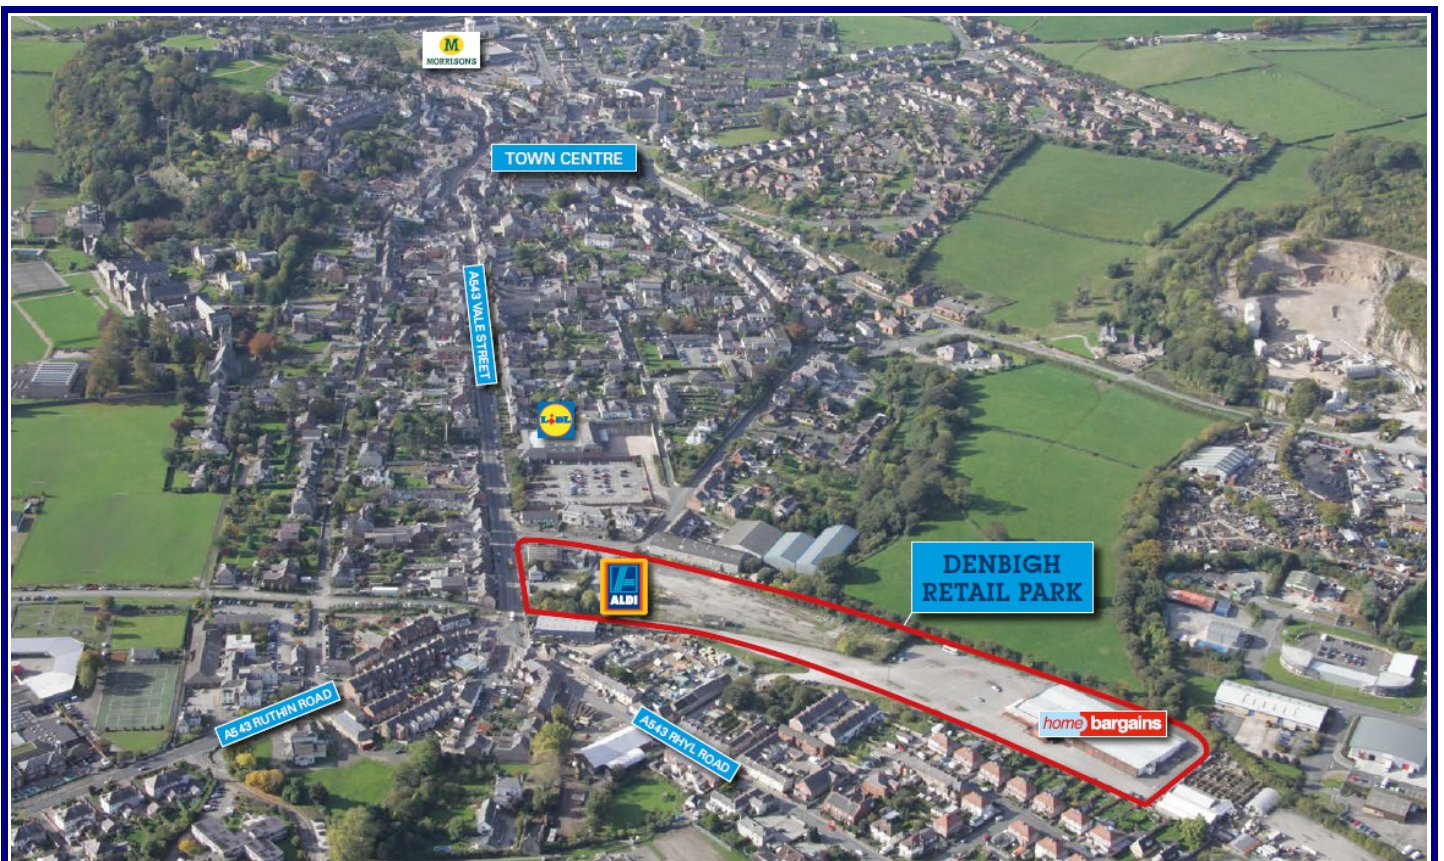 M
MORRISONS
TOWN CENTRE
A543 VALE STREET
LIDL
DENBIGH
RETAIL PARK
ALDI
A543 RUTHIN ROAD
A543 RHYL ROAD
home bargains